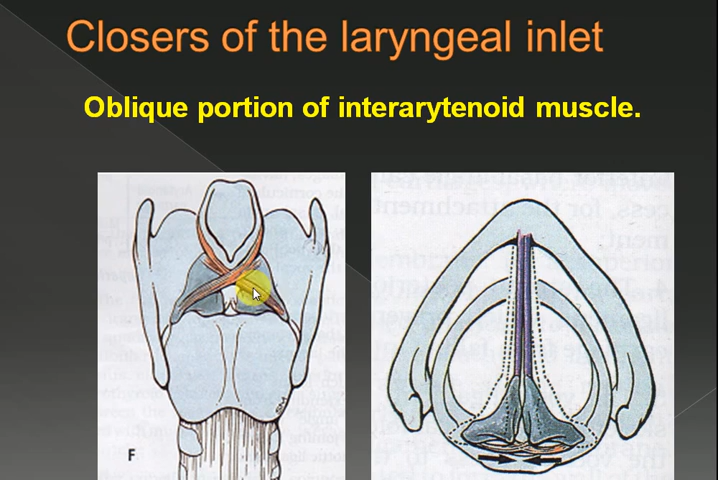 Closers of the laryngeal inlet
Oblique portion of interarytenoid muscle.
F